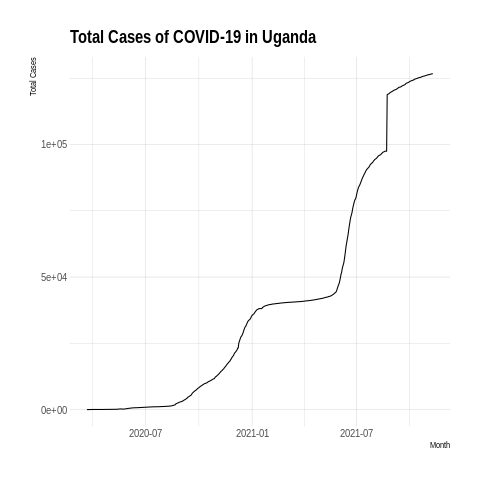 Total Cases of COVID-19 in Uganda
Total Cases
1e+05
5e+04
0e+00
2020-07 2021-01 2021-07
Month